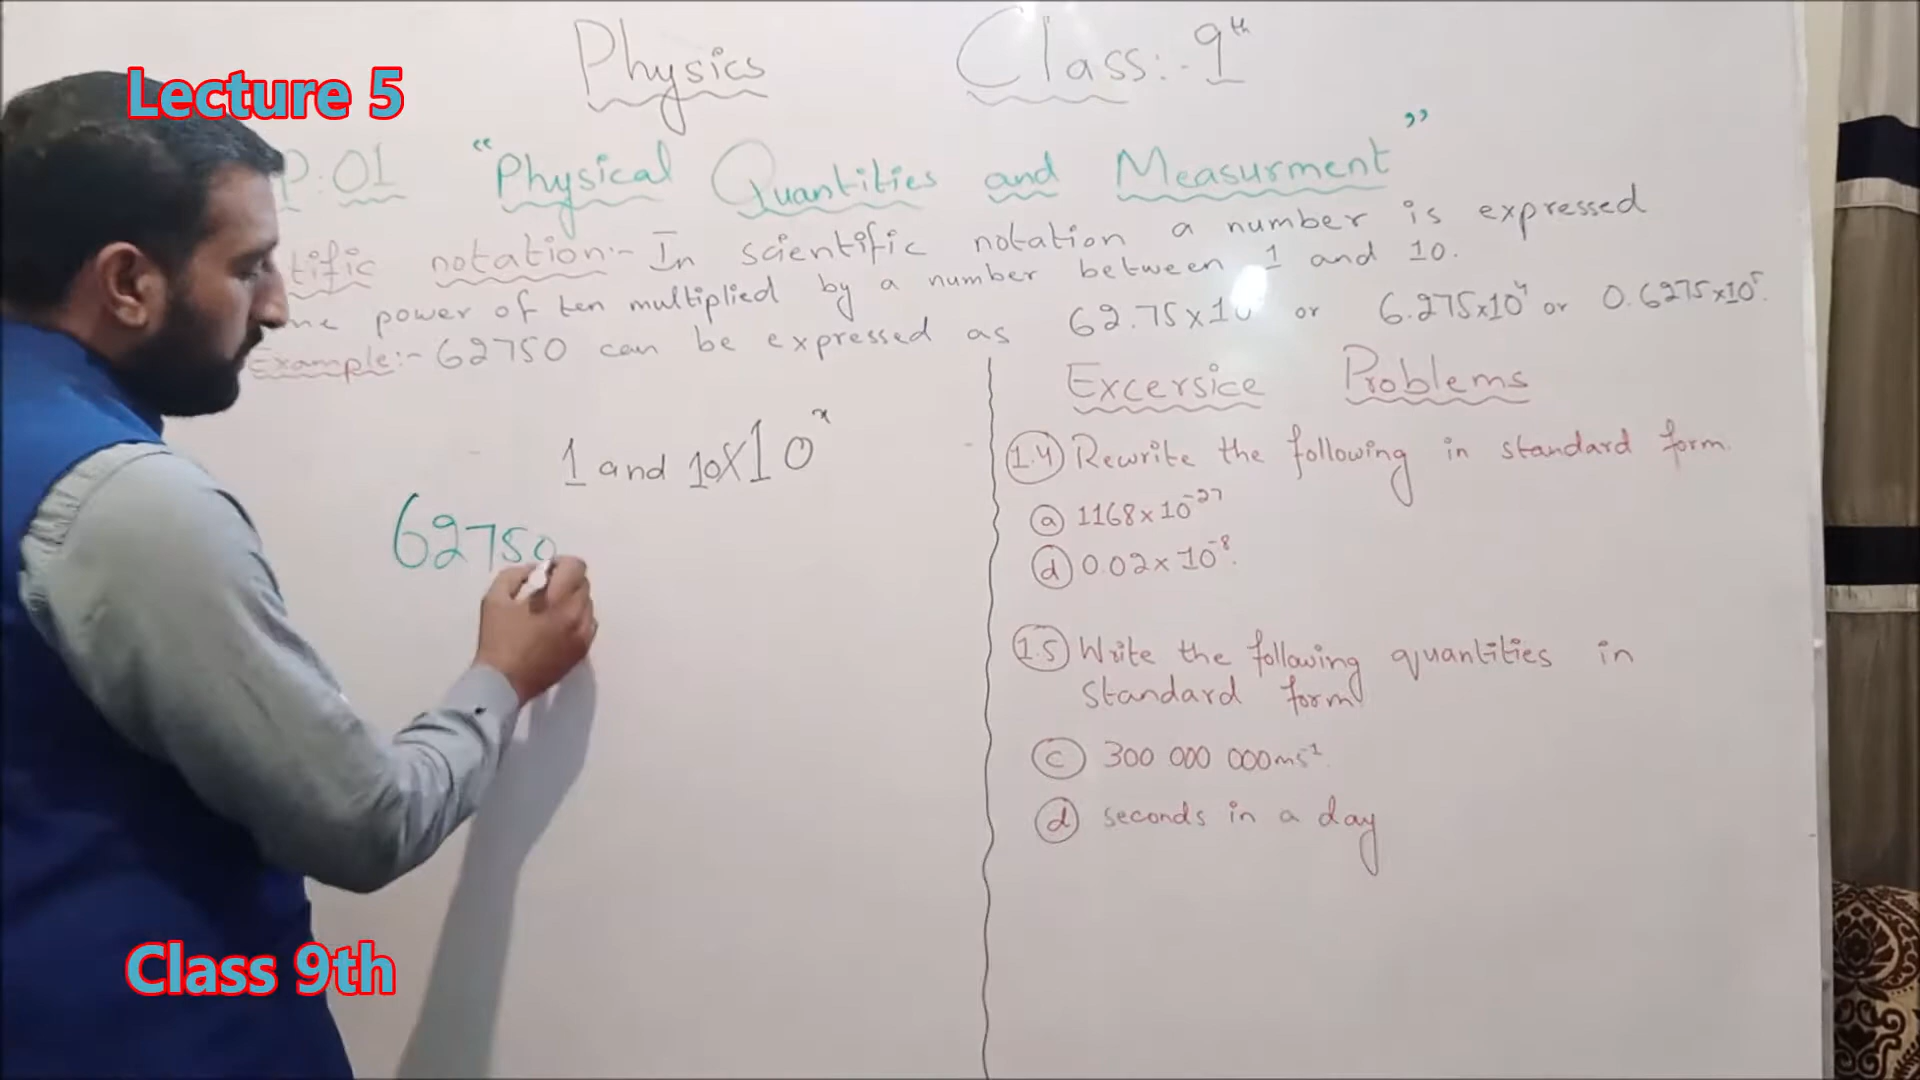 Lecture 5
Physics Class:-9th
P:01 "Physical Quantities and Measurment"
tific notation:- In scientific notation a number is expressed
power of ten multiplied by a number between 1 and 10.
Example:- 62750 can be expressed as 62.75x10 or 6.275x10⁴ or 0.6275x10⁵.
1 and 10x10ˣ
62750
Excersice Problems
1.4 Rewrite the following in standard form.
a 1168x10⁻²⁷
d 0.02x10⁻⁸.
1.5 Write the following quantities in
Standard form
c 300 000 000ms⁻¹.
d seconds in a day
Class 9th